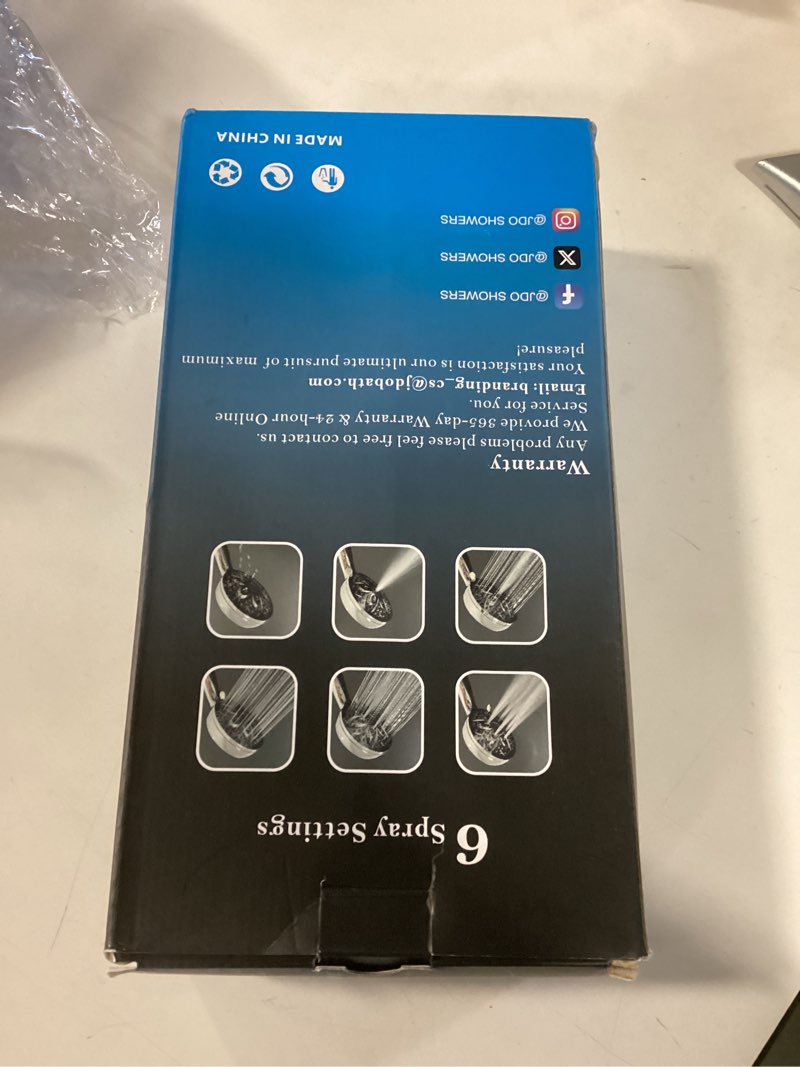 6 Spray Settings
Warranty
Any problems please feel free to contact us.
We provide 365-day Warranty & 24-hour Online
Service for you.
Email: branding_cs@jdobath.com
Your satisfaction is our ultimate pursuit of maximum
pleasure!
@JDO SHOWERS
@JDO SHOWERS
@JDO SHOWERS
MADE IN CHINA